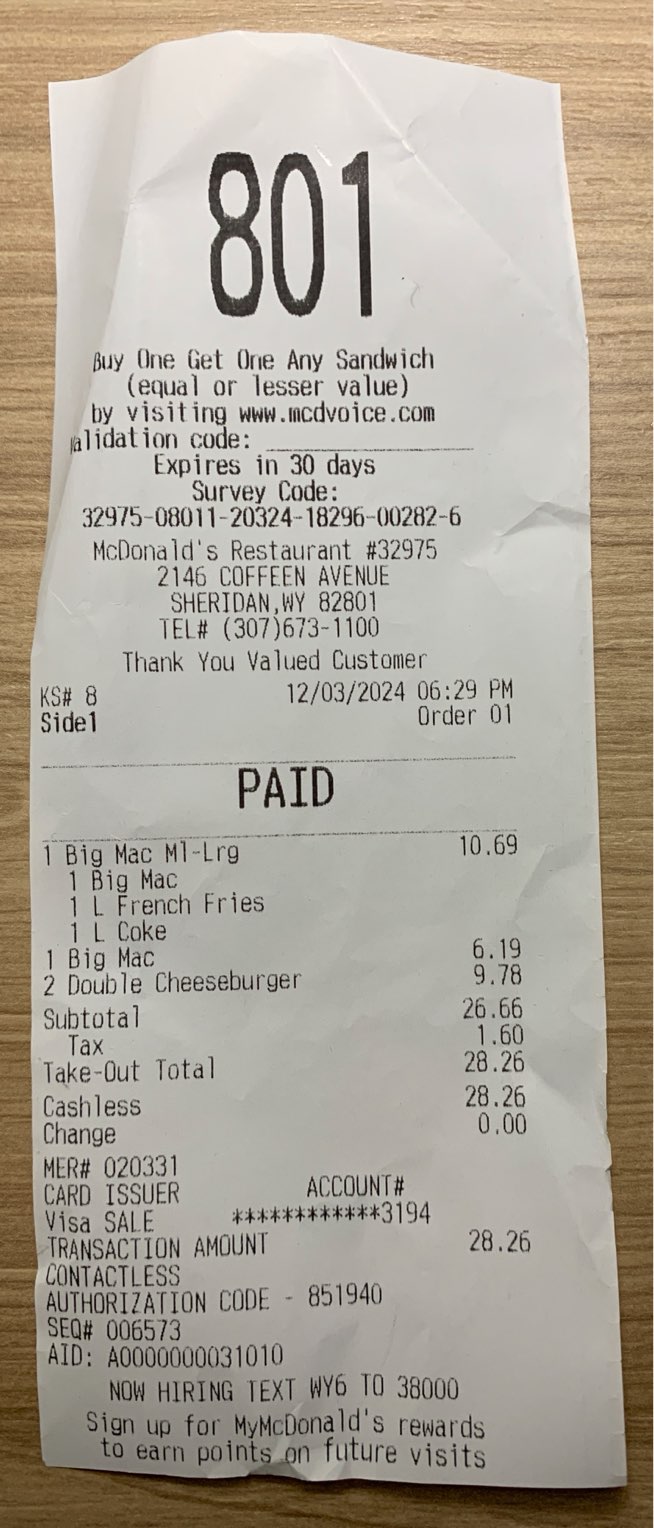 801
Buy One Get One Any Sandwich
(equal or lesser value)
by visiting www.mcdvoice.com
alidation code:
Expires in 30 days
Survey Code:
32975-08011-20324-18296-00282-6
McDonald's Restaurant #32975
2146 COFFEEN AVENUE
SHERIDAN,WY 82801
TEL# (307)673-1100
Thank You Valued Customer
KS# 8 12/03/2024 06:29 PM
Side1 Order 01
PAID
1 Big Mac Ml-Lrg 10.69
1 Big Mac
1 L French Fries
1 L Coke
1 Big Mac 6.19
2 Double Cheeseburger 9.78
Subtotal 26.66
Tax 1.60
Take-Out Total 28.26
Cashless 28.26
Change 0.00
MER# 020331
CARD ISSUER ACCOUNT#
Visa SALE ************3194
TRANSACTION AMOUNT 28.26
CONTACTLESS
AUTHORIZATION CODE - 851940
SEQ# 006573
AID: A0000000031010
NOW HIRING TEXT WY6 TO 38000
Sign up for MyMcDonald's rewards
to earn points on future visits